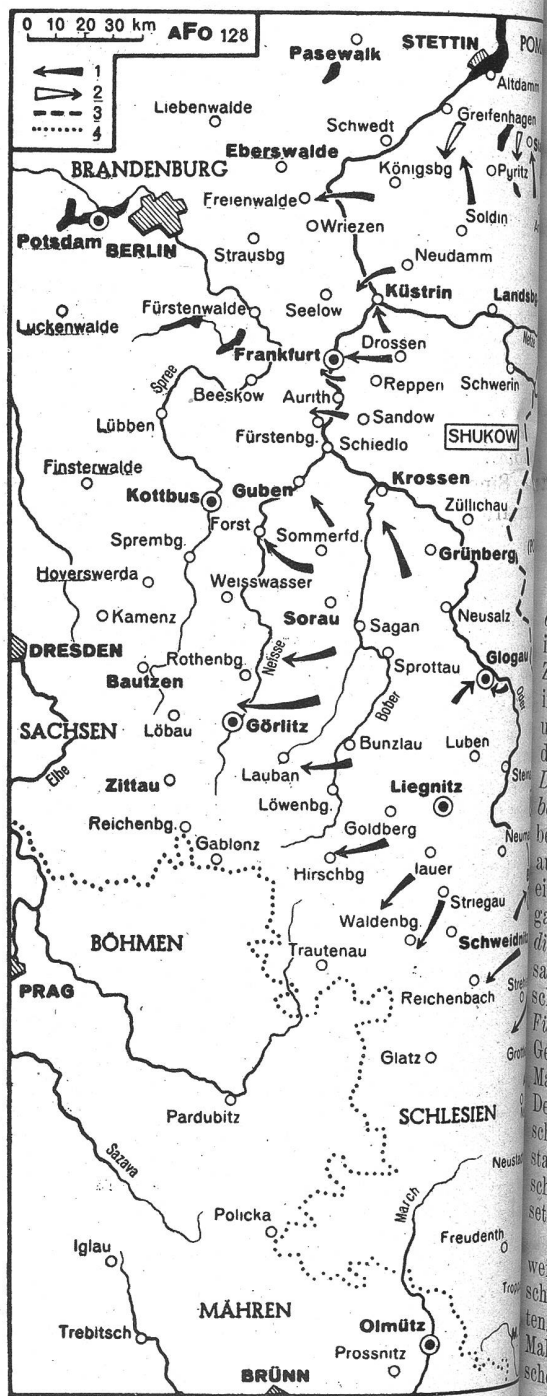 0 10 20 30 km
AFO 128
1
2
3
4
Pasewalk
STETTIN
Altdamm
Liebenwalde
Greifenhagen
Schwedt
Eberswalde
Königsbg
Pyritz
BRANDENBURG
Freienwalde
Soldin
Potsdam
BERLIN
Wriezen
Strausbg
Neudamm
Küstrin
Landsbg
Luckenwalde
Fürstenwalde
Seelow
Drossen
Frankfurt
Schwerin
Spree
Beeskow
Reppen
Aurith
Lübben
Sandow
Fürstenbg.
SHUKOW
Schiedlo
Finsterwalde
Guben
Krossen
Kottbus
Züllichau
Forst
Sommerfd.
Sprembg.
Grünberg
Hoyerswerda
Weisswasser
Kamenz
Sorau
Neusalz
Sagan
DRESDEN
Rothenbg.
Neisse
Sprottau
Glogau
Bautzen
Bober
Oder
SACHSEN
Görlitz
Löbau
Bunzlau
Luben
Elbe
Zittau
Lauban
Liegnitz
Löwenbg.
Reichenbg.
Goldberg
Gablonz
Hirschbg
Jauer
Striegau
Waldenbg.
BÖHMEN
Schweidnitz
Trautenau
PRAG
Reichenbach
Glatz
Pardubitz
SCHLESIEN
Sazava
March
Policka
Freudenth
Iglau
MÄHREN
Trebitsch
Olmütz
Prossnitz
BRÜNN